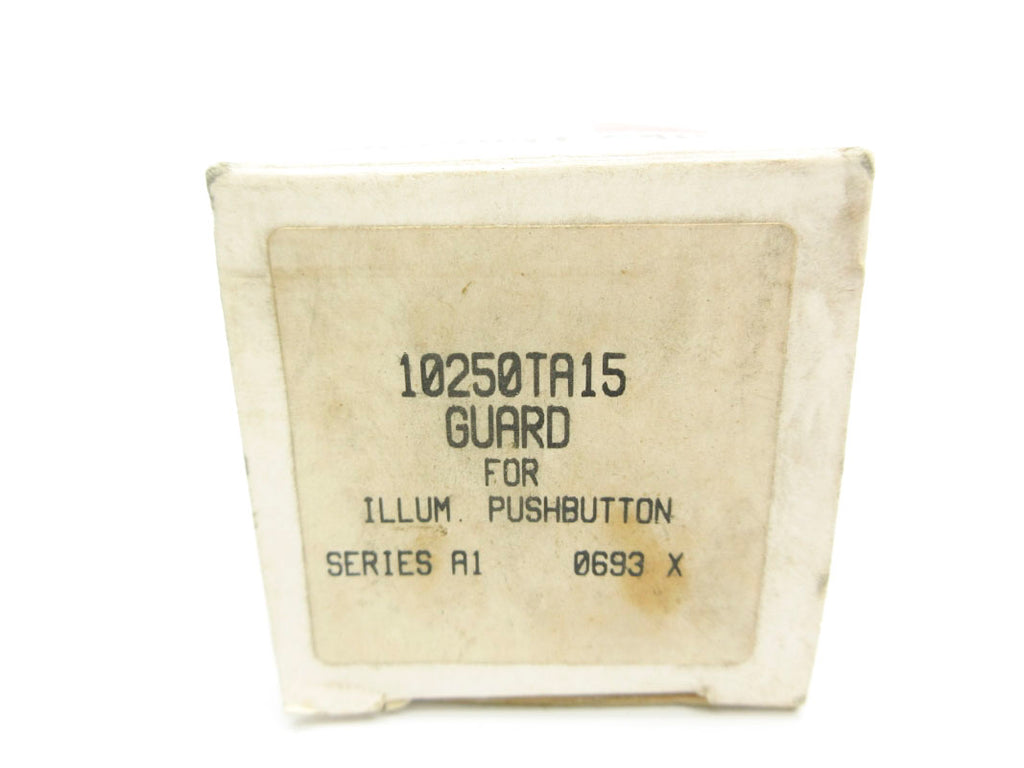 10250TA15
GUARD
FOR
ILLUM. PUSHBUTTON
SERIES A1 0693 X